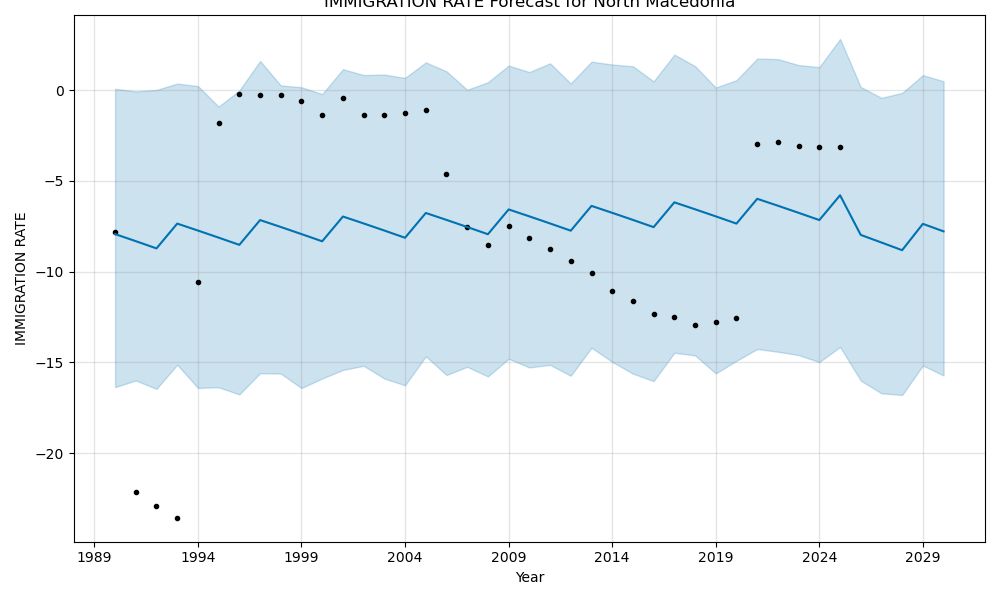 IMMIGRATION RATE Forecast for North Macedonia
IMMIGRATION RATE
0
−5
−10
−15
−20
1989 1994 1999 2004 2009 2014 2019 2024 2029
Year